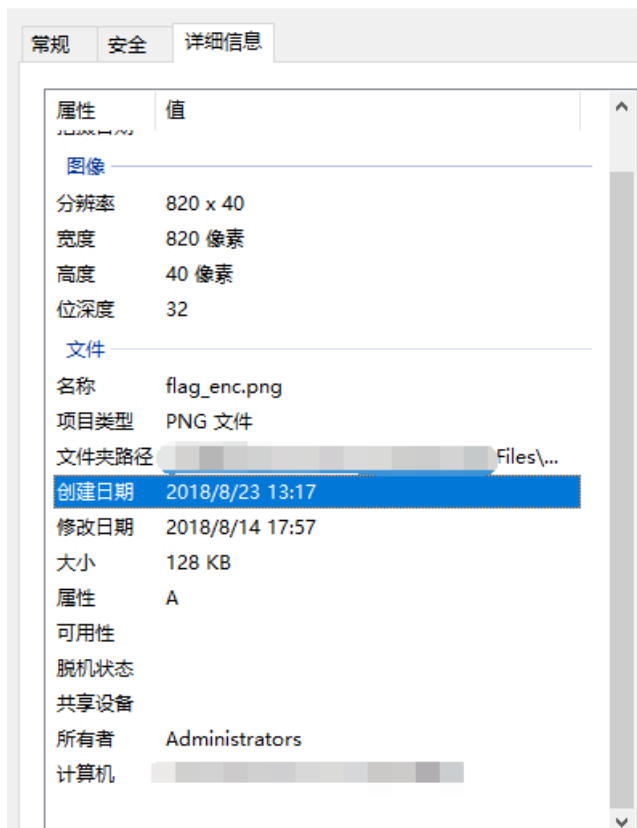 常规 安全 详细信息
属性 值
拍摄日期
图像
分辨率 820 x 40
宽度 820 像素
高度 40 像素
位深度 32
文件
名称 flag_enc.png
项目类型 PNG 文件
文件夹路径 Files\...
创建日期 2018/8/23 13:17
修改日期 2018/8/14 17:57
大小 128 KB
属性 A
可用性
脱机状态
共享设备
所有者 Administrators
计算机